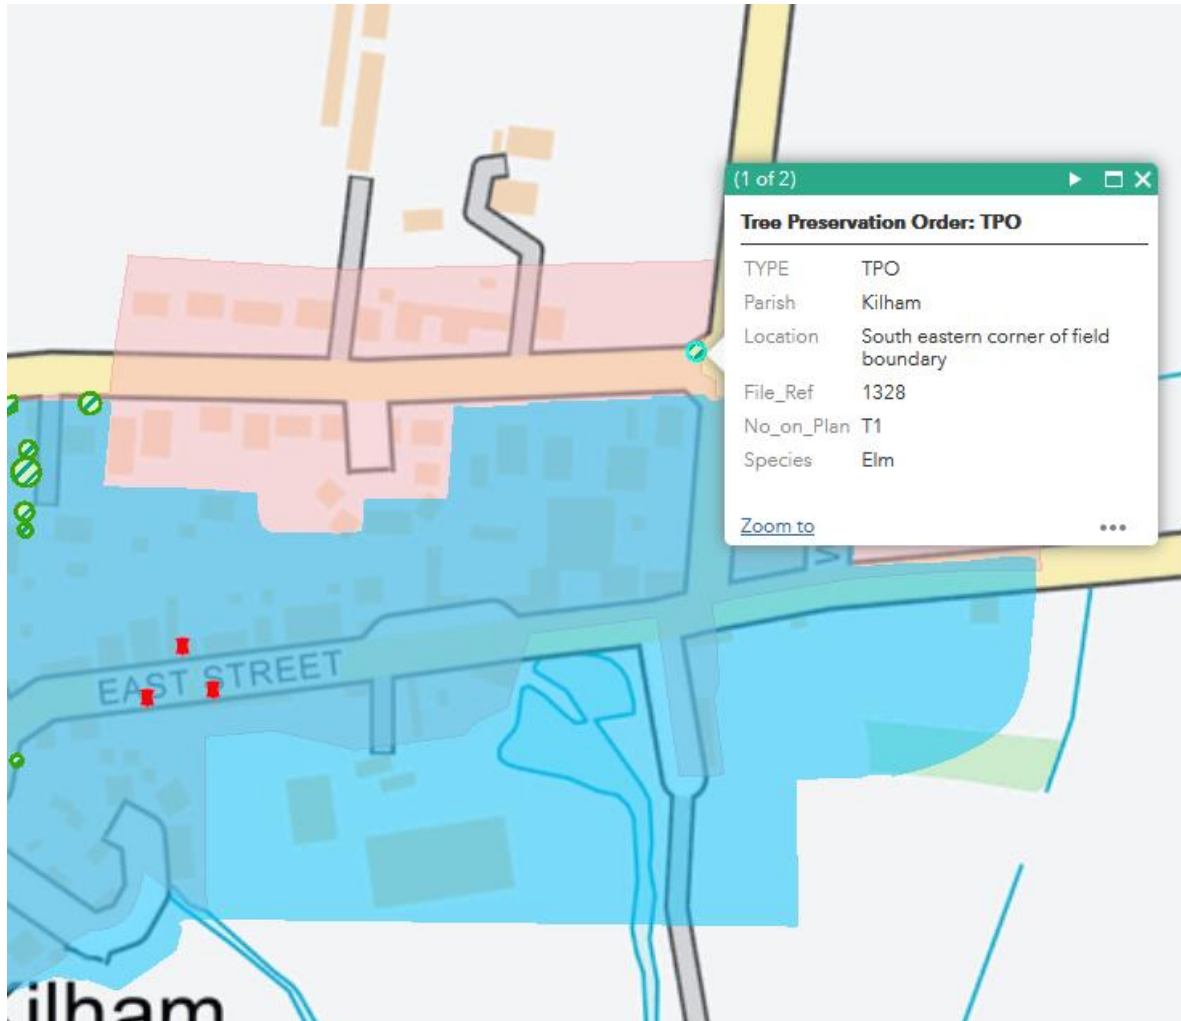 (1 of 2)
Tree Preservation Order: TPO
TYPE TPO
Parish Kilham
Location South eastern corner of field
boundary
File_Ref 1328
No_on_Plan T1
Species Elm
Zoom to
EAST STREET
ilham